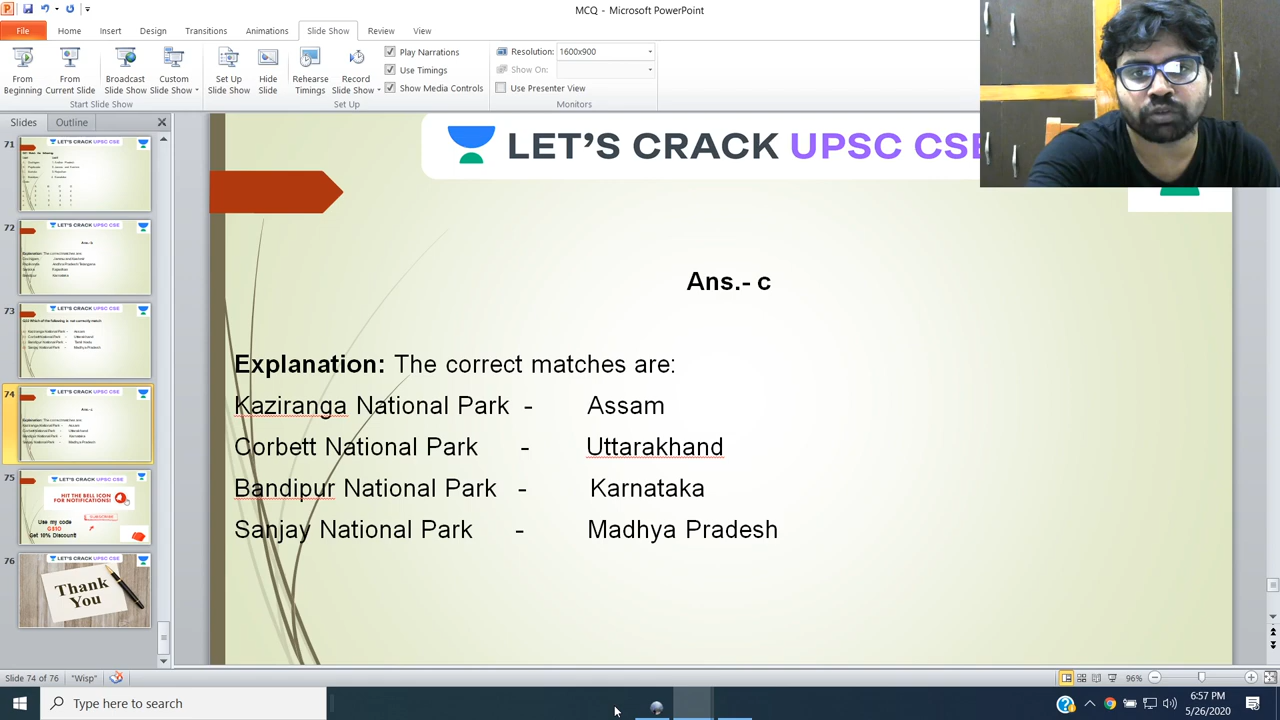 MCQ - Microsoft PowerPoint
File Home Insert Design Transitions Animations Slide Show Review View
From Beginning
From Current Slide
Broadcast Slide Show
Custom Slide Show
Set Up Slide Show
Hide Slide
Rehearse Timings
Record Slide Show
Play Narrations
Use Timings
Show Media Controls
Resolution: 1600x900
Show On:
Use Presenter View
Start Slide Show
Set Up
Monitors
Slides Outline
71
72
73
74
75
HIT THE BELL ICON
FOR NOTIFICATIONS!
Use my code
Get 10% Discount!
76
Thank
You
LET'S CRACK UPSC CSE
Ans.- c
Explanation: The correct matches are:
Kaziranga National Park - Assam
Corbett National Park - Uttarakhand
Bandipur National Park - Karnataka
Sanjay National Park - Madhya Pradesh
Slide 74 of 76 "Wisp" 96%
Type here to search
6:57 PM
5/26/2020